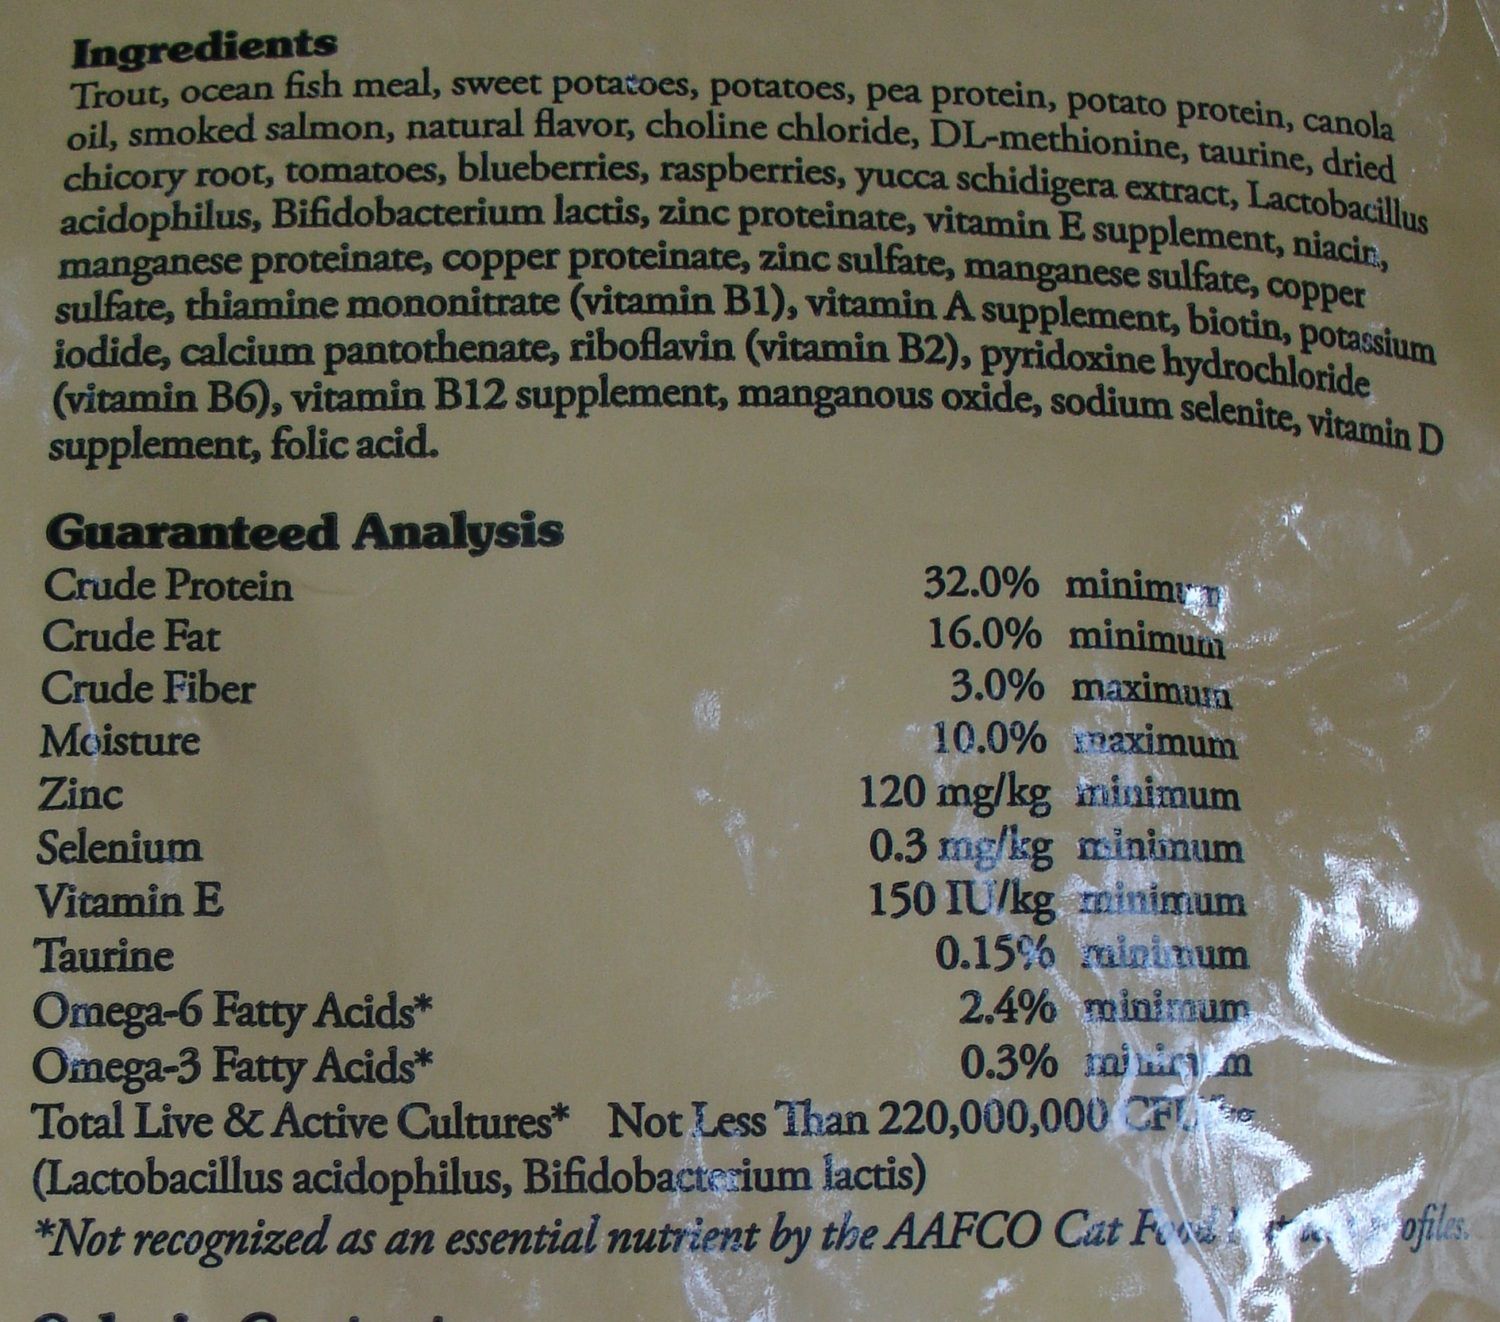 Ingredients
Trout, ocean fish meal, sweet potatoes, potatoes, pea protein, potato protein, canola
oil, smoked salmon, natural flavor, choline chloride, DL-methionine, taurine, dried
chicory root, tomatoes, blueberries, raspberries, yucca schidigera extract, Lactobacillus
acidophilus, Bifidobacterium lactis, zinc proteinate, vitamin E supplement, niacin,
manganese proteinate, copper proteinate, zinc sulfate, manganese sulfate, copper
sulfate, thiamine mononitrate (vitamin B1), vitamin A supplement, biotin, potassium
iodide, calcium pantothenate, riboflavin (vitamin B2), pyridoxine hydrochloride
(vitamin B6), vitamin B12 supplement, manganous oxide, sodium selenite, vitamin D
supplement, folic acid.
Guaranteed Analysis
Crude Protein 32.0% minimum
Crude Fat 16.0% minimum
Crude Fiber 3.0% maximum
Moisture 10.0% maximum
Zinc 120 mg/kg minimum
Selenium 0.3 mg/kg minimum
Vitamin E 150 IU/kg minimum
Taurine 0.15% minimum
Omega-6 Fatty Acids* 2.4% minimum
Omega-3 Fatty Acids* 0.3% minimum
Total Live & Active Cultures* Not Less Than 220,000,000
(Lactobacillus acidophilus, Bifidobacterium lactis)
*Not recognized as an essential nutrient by the AAFCO Cat Food